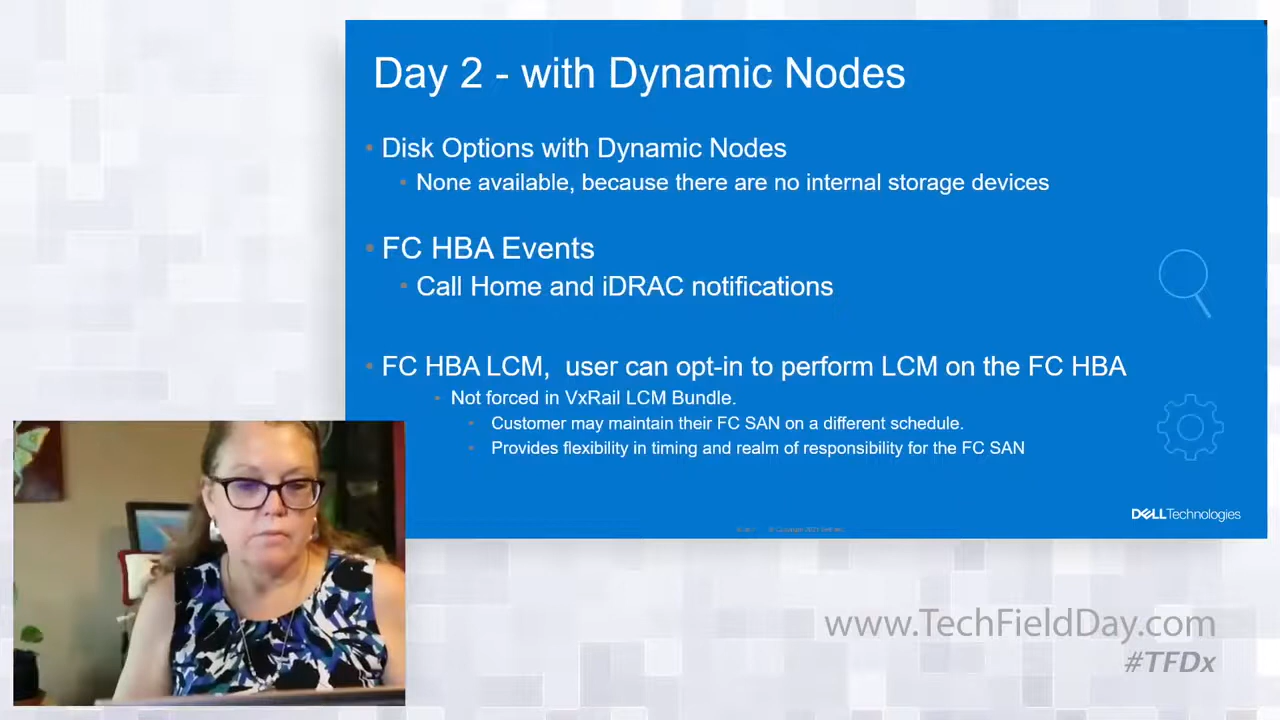 Day 2 - with Dynamic Nodes
• Disk Options with Dynamic Nodes
• None available, because there are no internal storage devices
• FC HBA Events
• Call Home and iDRAC notifications
• FC HBA LCM,  user can opt-in to perform LCM on the FC HBA
• Not forced in VxRail LCM Bundle.
• Customer may maintain their FC SAN on a different schedule.
• Provides flexibility in timing and realm of responsibility for the FC SAN
DELLTechnologies
www.TechFieldDay.com
#TFDx